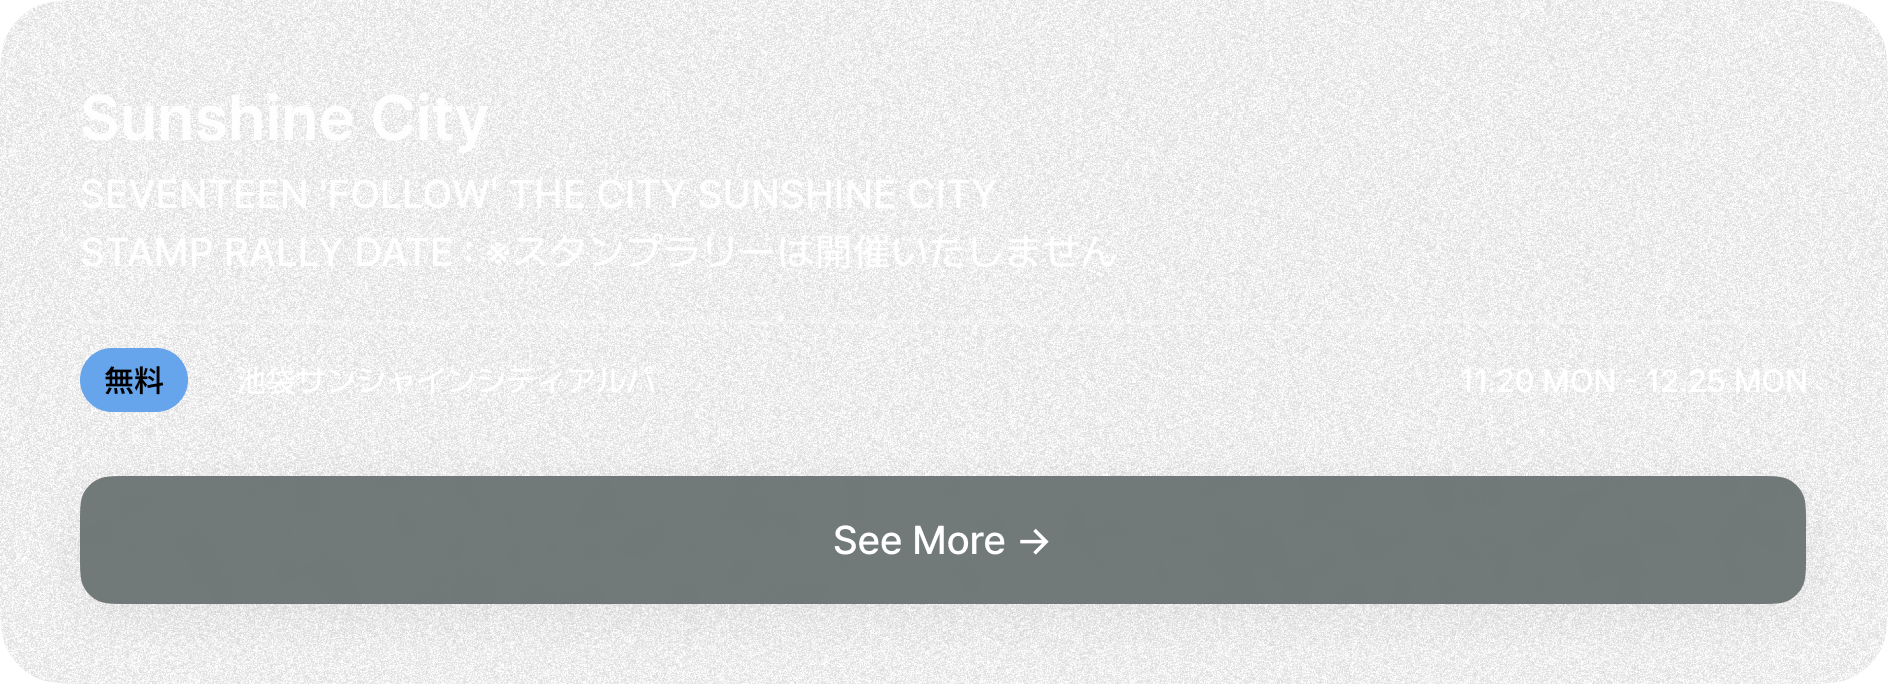 Sunshine City
SEVENTEEN 'FOLLOW' THE CITY SUNSHINE CITY
STAMP RALLY DATE：※スタンプラリーは開催いたしません
無料 池袋サンシャインシティアルパ 11.20 MON - 12.25 MON
See More →